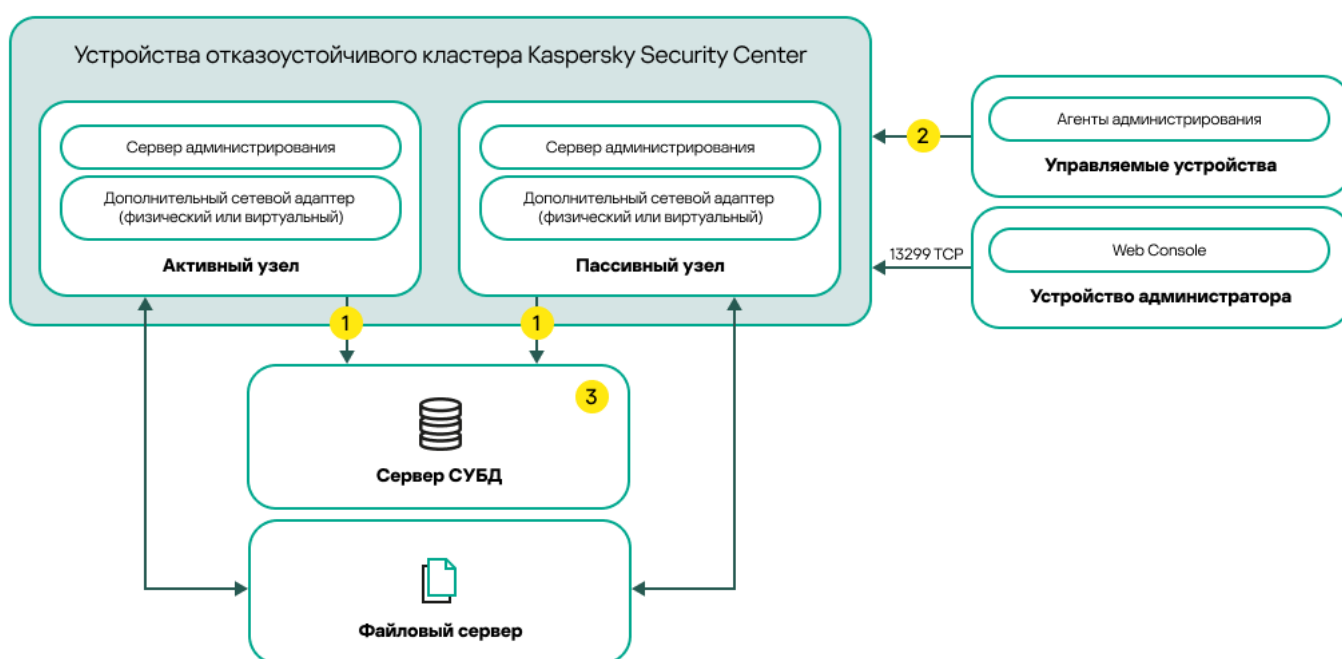 Устройства отказоустойчивого кластера Kaspersky Security Center
Сервер администрирования
Дополнительный сетевой адаптер
(физический или виртуальный)
Активный узел
Сервер администрирования
Дополнительный сетевой адаптер
(физический или виртуальный)
Пассивный узел
2
Агенты администрирования
Управляемые устройства
13299 TCP
Web Console
Устройство администратора
1
1
3
Сервер СУБД
Файловый сервер